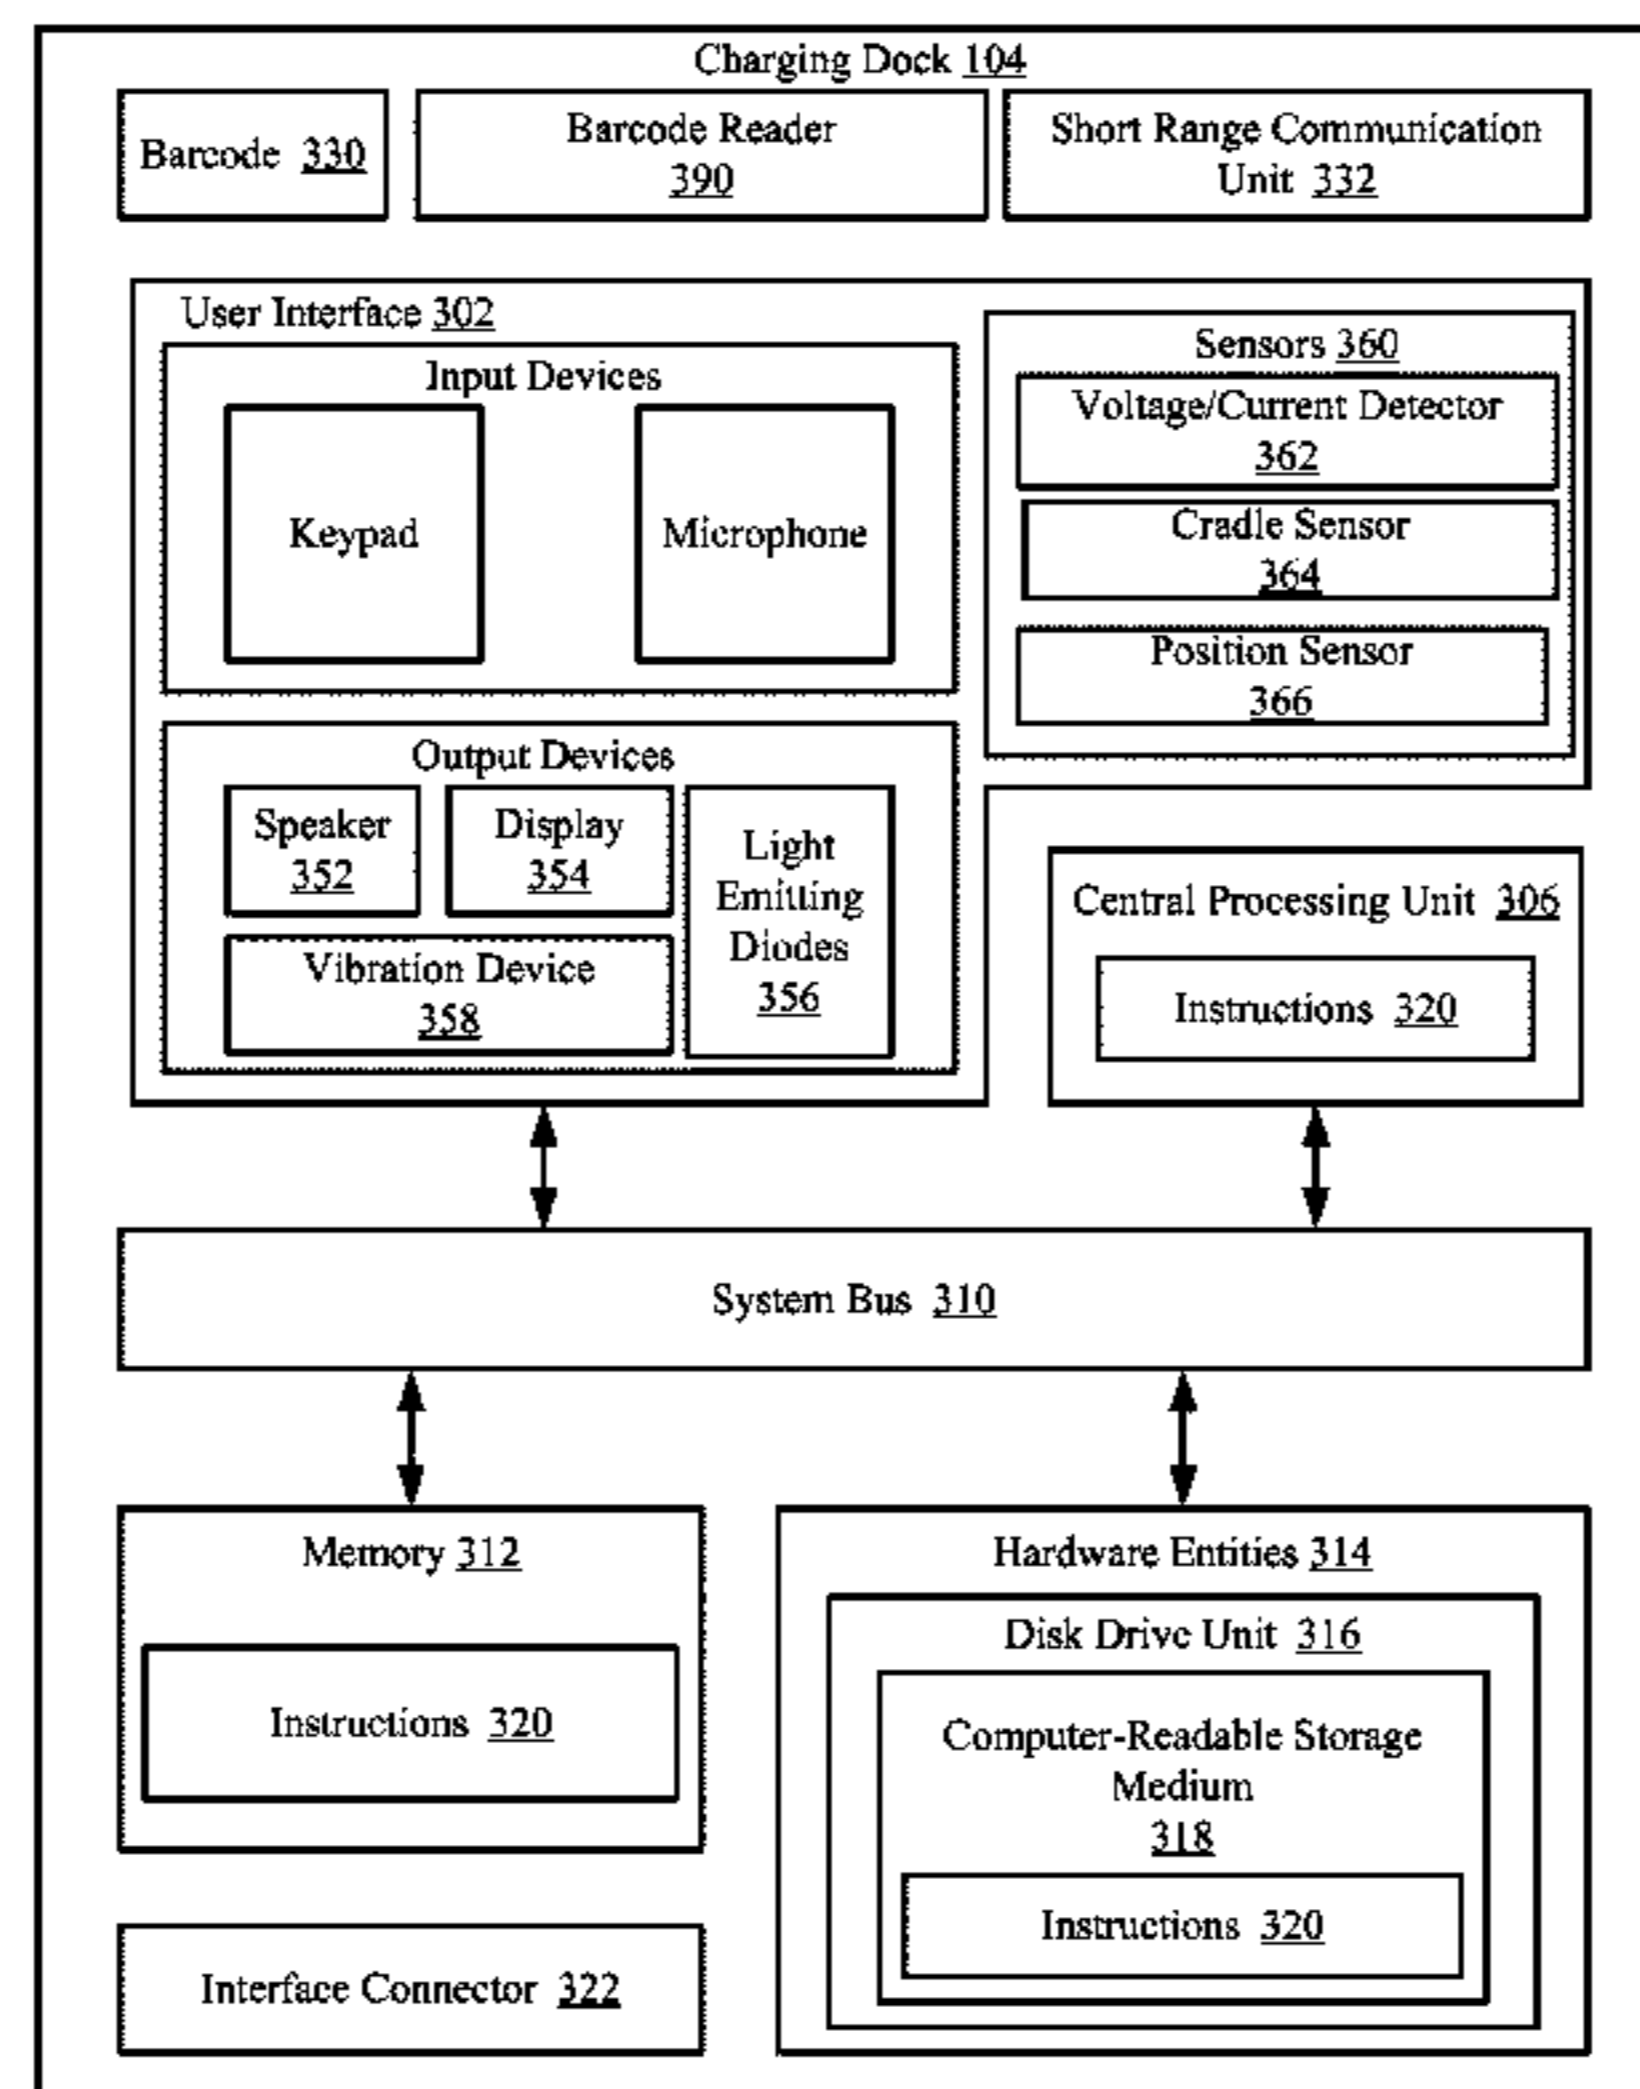 Charging Dock 104
Barcode 330
Barcode Reader
390
Short Range Communication
Unit 332
User Interface 302
Input Devices
Keypad
Microphone
Sensors 360
Voltage/Current Detector
362
Cradle Sensor
364
Position Sensor
366
Output Devices
Speaker
352
Display
354
Light
Emitting
Diodes
356
Vibration Device
358
Central Processing Unit 306
Instructions 320
System Bus 310
Memory 312
Instructions 320
Hardware Entities 314
Disk Drive Unit 316
Computer-Readable Storage
Medium
318
Instructions 320
Interface Connector 322